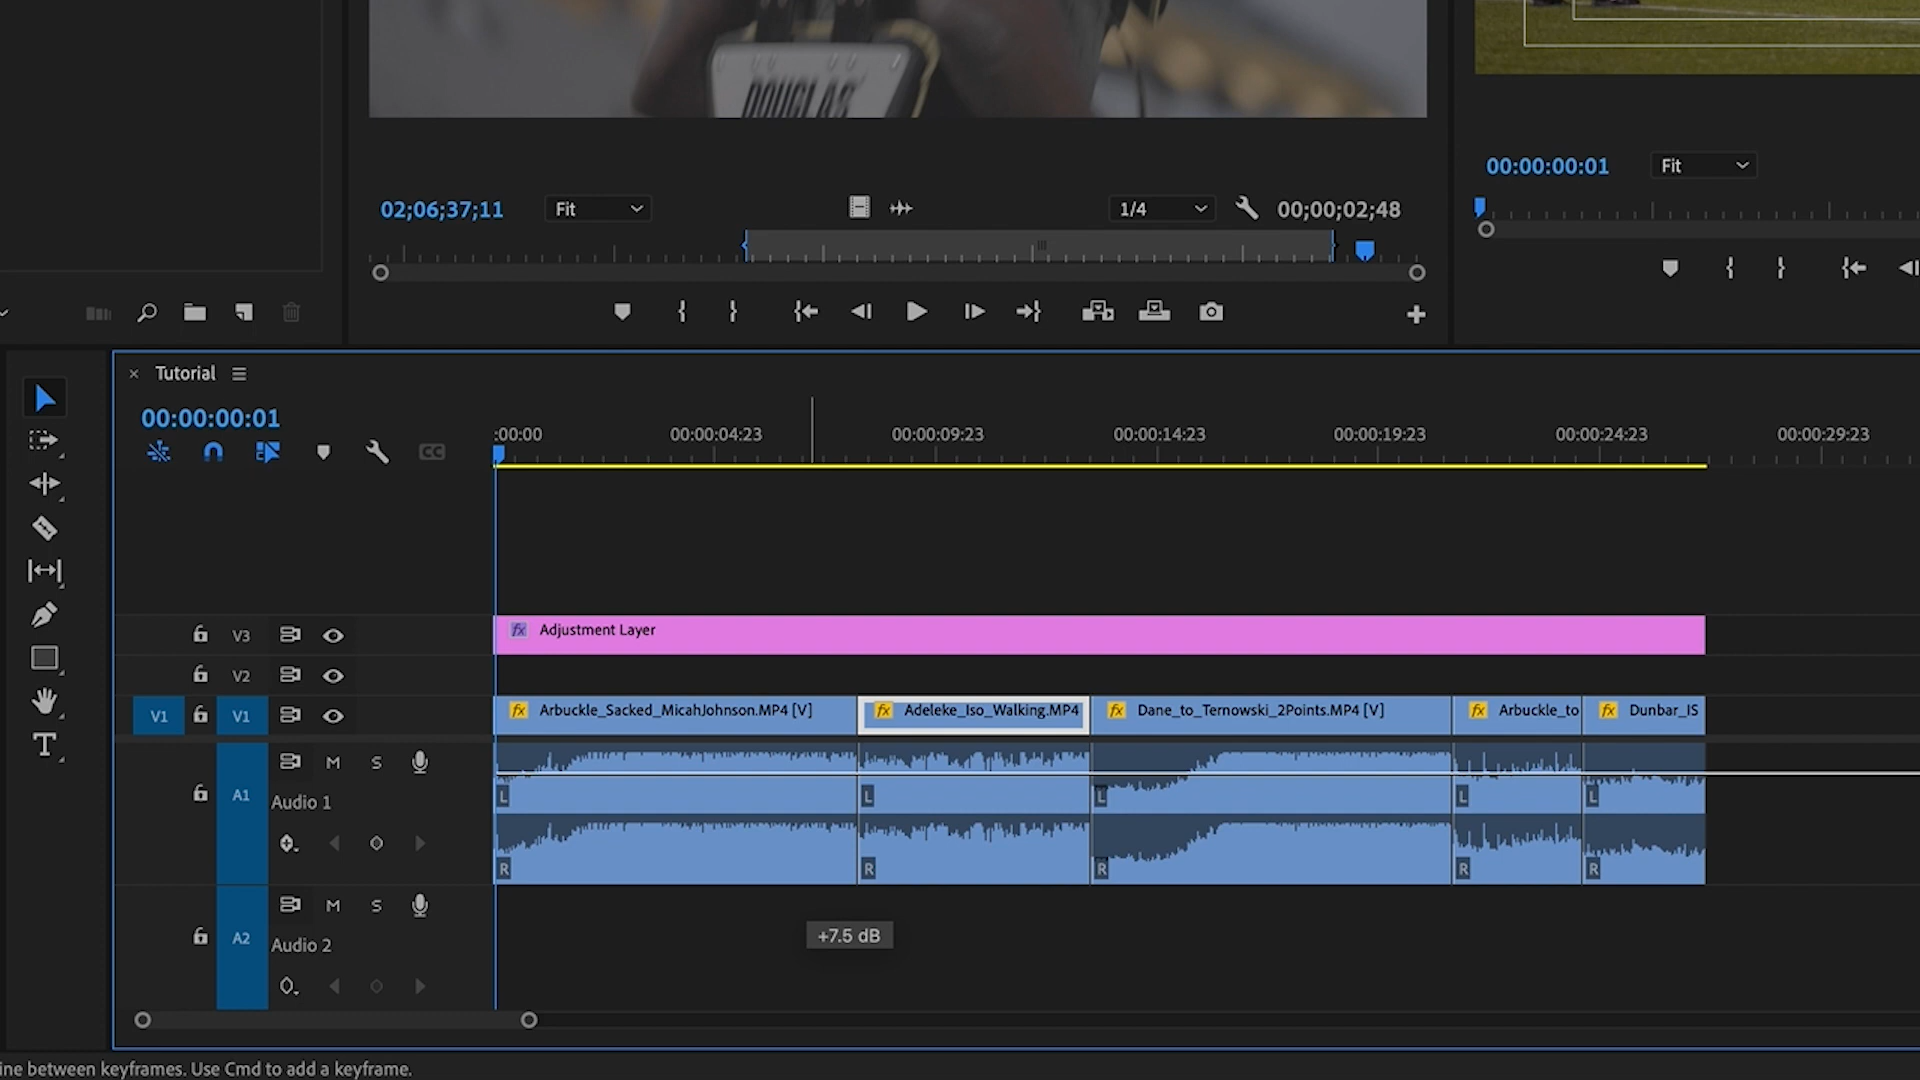 DOUGLAS
02;06;37;11
Fit
1/4
00;00;02;48
00:00:00:01
Fit
Tutorial
00:00:00:01
CC
:00:00
00:00:04:23
00:00:09:23
00:00:14:23
00:00:19:23
00:00:24:23
00:00:29:23
V3
fx Adjustment Layer
V2
V1
V1
fx Arbuckle_Sacked_MicahJohnson.MP4 [V]
fx Adeleke_Iso_Walking.MP4
fx Dane_to_Ternowski_2Points.MP4 [V]
fx Arbuckle_to
fx Dunbar_IS
M
S
A1
Audio 1
L
L
L
L
L
R
R
R
R
R
M
S
A2
Audio 2
+7.5 dB
ine between keyframes. Use Cmd to add a keyframe.